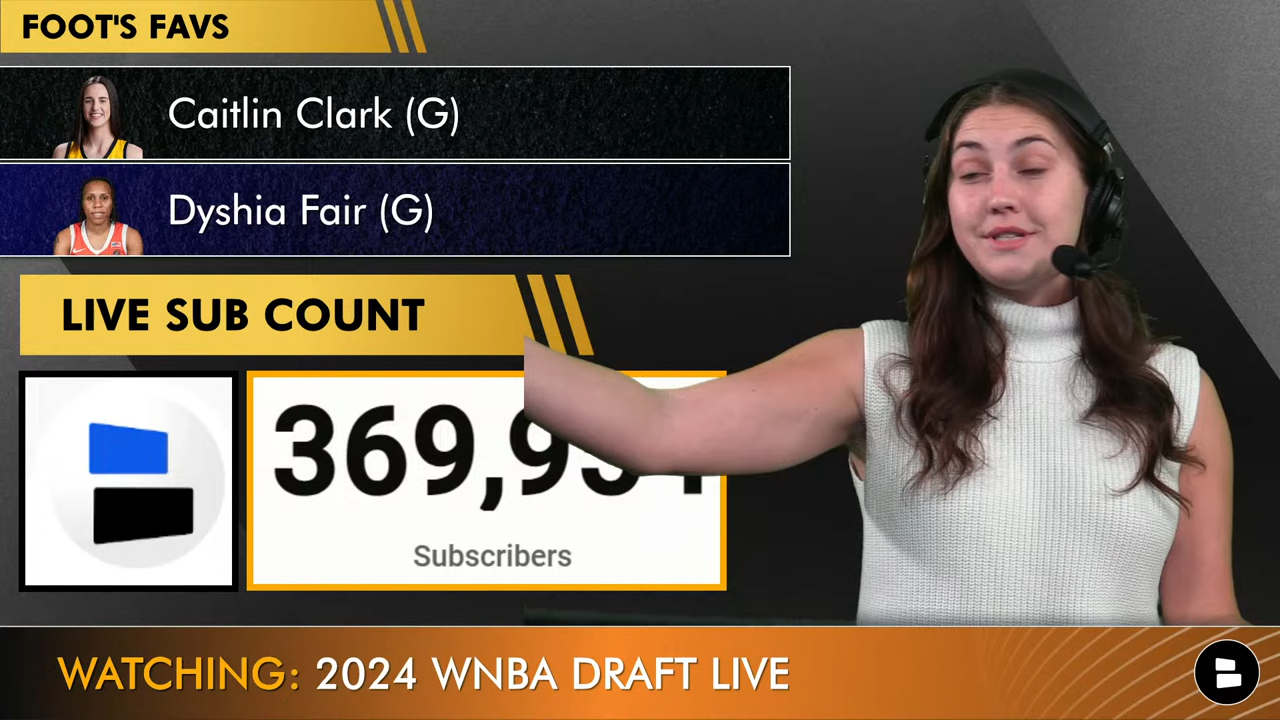 FOOT'S FAVS
Caitlin Clark (G)
Dyshia Fair (G)
LIVE SUB COUNT
Subscribers
WATCHING: 2024 WNBA DRAFT LIVE